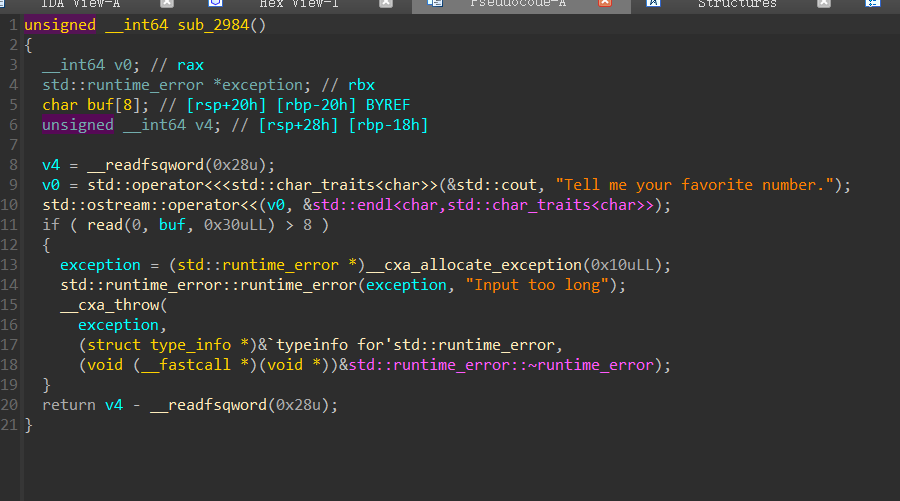 IDA View-A Hex View-1 Pseudocode-A Structures
1 unsigned __int64 sub_2984()
2 {
3 __int64 v0; // rax
4 std::runtime_error *exception; // rbx
5 char buf[8]; // [rsp+20h] [rbp-20h] BYREF
6 unsigned __int64 v4; // [rsp+28h] [rbp-18h]
7
8 v4 = __readfsqword(0x28u);
9 v0 = std::operator<<<std::char_traits<char>>(&std::cout, "Tell me your favorite number.");
10 std::ostream::operator<<(v0, &std::endl<char,std::char_traits<char>>);
11 if ( read(0, buf, 0x30uLL) > 8 )
12 {
13 exception = (std::runtime_error *)__cxa_allocate_exception(0x10uLL);
14 std::runtime_error::runtime_error(exception, "Input too long");
15 __cxa_throw(
16 exception,
17 (struct type_info *)&`typeinfo for'std::runtime_error,
18 (void (__fastcall *)(void *))&std::runtime_error::~runtime_error);
19 }
20 return v4 - __readfsqword(0x28u);
21 }